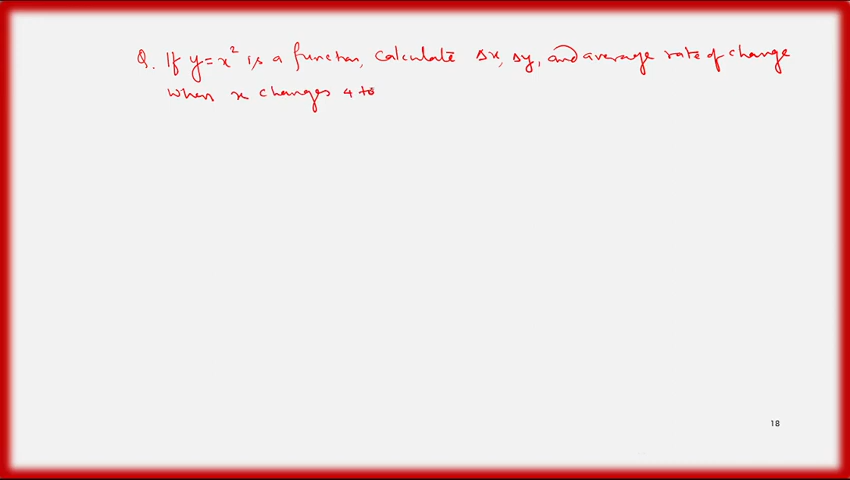 Q. If y = x² is a function, calculate Δx, Δy, and average rate of change
when x changes 4 to
18